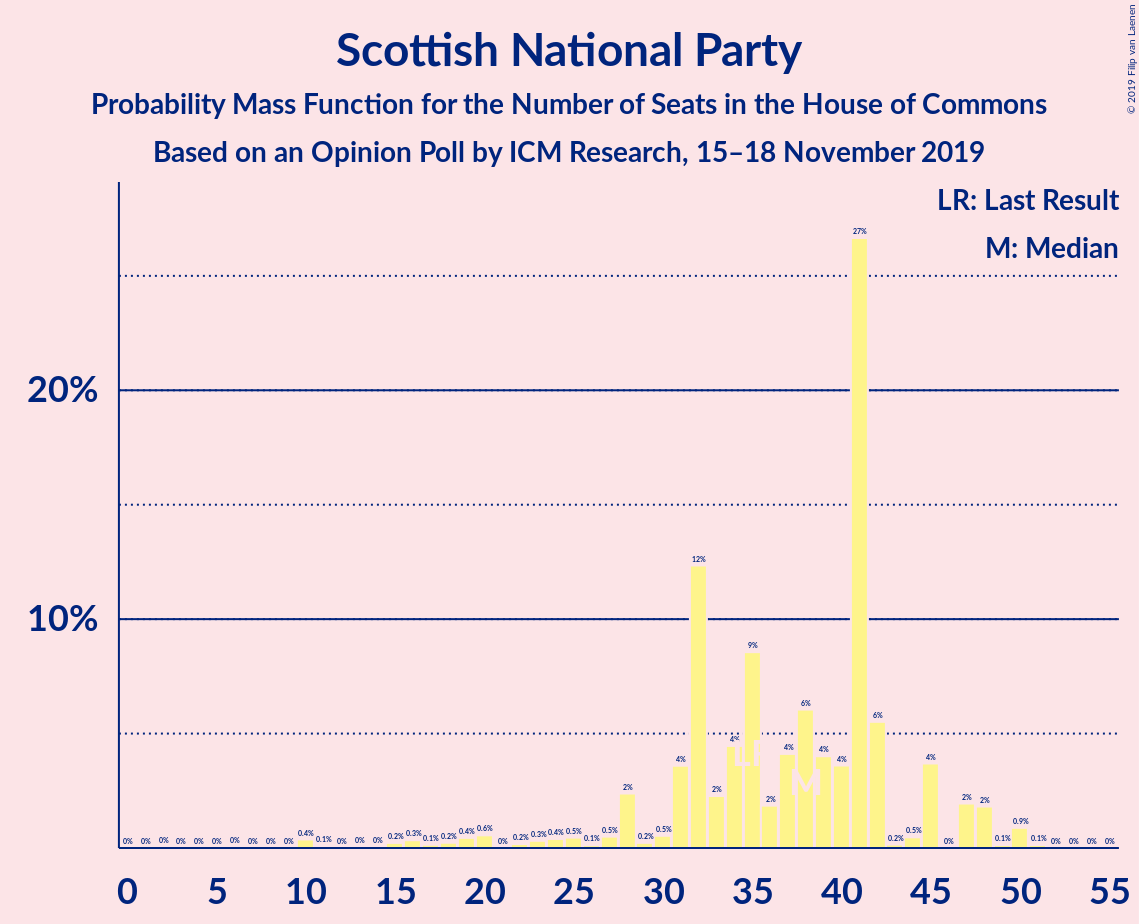 Scottish National Party
Probability Mass Function for the Number of Seats in the House of Commons
Based on an Opinion Poll by ICM Research, 15–18 November 2019
© 2019 Filip van Laenen
LR: Last Result
M: Median
20%
10%
0% 0% 0% 0% 0% 0% 0% 0% 0% 0% 0.4% 0.1% 0% 0% 0% 0.2% 0.3% 0.1% 0.2% 0.4% 0.6% 0% 0.2% 0.3% 0.4% 0.5% 0.1% 0.5% 2% 0.2% 0.5% 4% 12% 2% 4% 9% 2% 4% 6% 4% 4% 27% 6% 0.2% 0.5% 4% 0% 2% 2% 0.1% 0.9% 0.1% 0% 0% 0% 0%
M
0 5 10 15 20 25 30 35 40 45 50 55